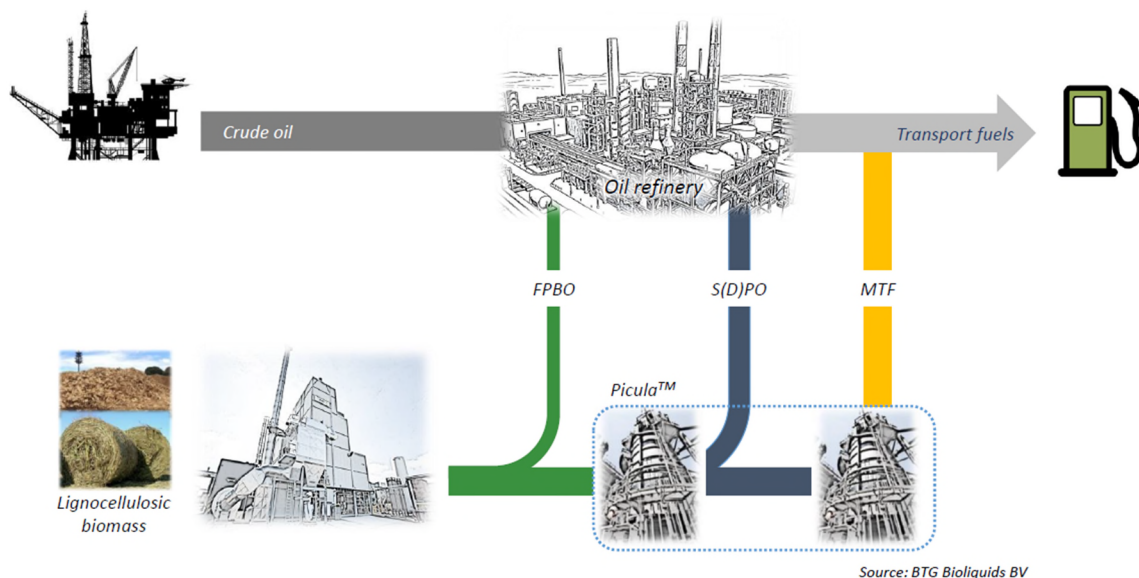 Crude oil
Oil refinery
Transport fuels
FPBO
S(D)PO
MTF
Picula™
Lignocellulosic
biomass
Source: BTG Bioliquids BV